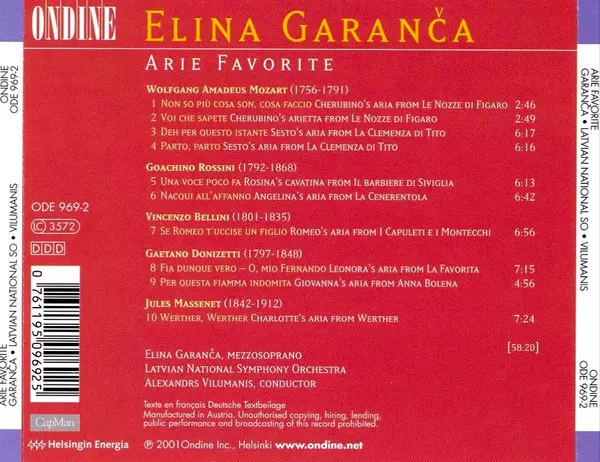 ONDINE
ELINA GARANČA
ARIE FAVORITE
WOLFGANG AMADEUS MOZART (1756-1791)
1 NON SO PIÙ COSA SON, COSA FACCIO CHERUBINO'S ARIA FROM LE NOZZE DI FIGARO 2:46
2 VOI CHE SAPETE CHERUBINO'S ARIETTA FROM LE NOZZE DI FIGARO 2:49
3 DEH PER QUESTO ISTANTE SESTO'S ARIA FROM LA CLEMENZA DI TITO 6:17
4 PARTO, PARTO SESTO'S ARIA FROM LA CLEMENZA DI TITO 6:16
GOACHINO ROSSINI (1792-1868)
5 UNA VOCE POCO FA ROSINA'S CAVATINA FROM IL BARBIERE DI SIVIGLIA 6:13
6 NACQUI ALL'AFFANNO ANGELINA'S ARIA FROM LA CENERENTOLA 6:42
VINCENZO BELLINI (1801-1835)
7 SE ROMEO T'UCCISE UN FIGLIO ROMEO'S ARIA FROM I CAPULETI E I MONTECCHI 6:56
GAETANO DONIZETTI (1797-1848)
8 FIA DUNQUE VERO – O, MIO FERNANDO LEONORA'S ARIA FROM LA FAVORITA 7:15
9 PER QUESTA FIAMMA INDOMITA GIOVANNA'S ARIA FROM ANNA BOLENA 4:56
JULES MASSENET (1842-1912)
10 WERTHER, WERTHER CHARLOTTE'S ARIA FROM WERTHER 7:24
[58:20]
ELINA GARANČA, MEZZOSOPRANO
LATVIAN NATIONAL SYMPHONY ORCHESTRA
ALEXANDRS VILUMANIS, CONDUCTOR
Texte en français Deutsche Textbeilage
Manufactured in Austria. Unauthorised copying, hiring, lending,
public performance and broadcasting of this record prohibited.
℗ 2001 Ondine Inc., Helsinki www.ondine.net
ODE 969-2
LC 3572
DDD
0 761195 096925
CapMan
Helsingin Energia
ARIE FAVORITE
GARANČA • LATVIAN NATIONAL SO • VILUMANIS
ONDINE
ODE 969-2
ARIE FAVORITE
GARANČA • LATVIAN NATIONAL SO • VILUMANIS
ONDINE
ODE 969-2